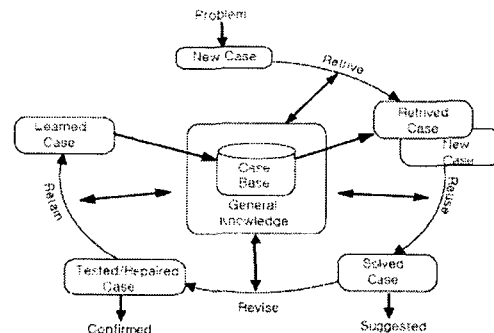 Problem
New Case
Retrive
Retrived
Case
New
Case
Learned
Case
Case
Base
General
Knowledge
Reuse
Retain
Tested/Repaired
Case
Solved
Case
Revise
Confirmed
Suggested